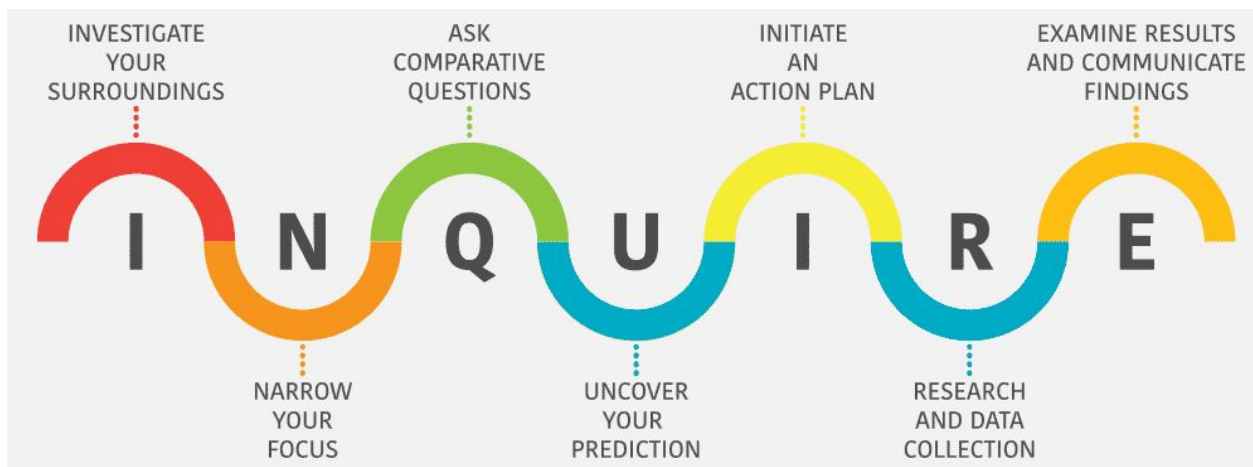 INVESTIGATE
YOUR
SURROUNDINGS
ASK
COMPARATIVE
QUESTIONS
INITIATE
AN
ACTION PLAN
EXAMINE RESULTS
AND COMMUNICATE
FINDINGS
I N Q U I R E
NARROW
YOUR
FOCUS
UNCOVER
YOUR
PREDICTION
RESEARCH
AND DATA
COLLECTION